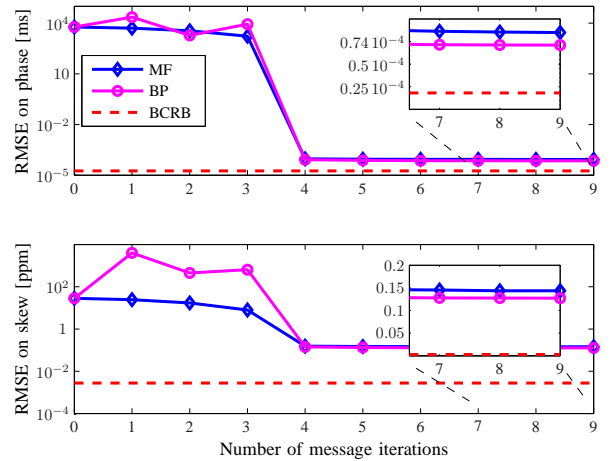 RMSE on phase [ms]
10^4
10
10^−2
10^−5
MF
BP
BCRB
0.74 10^-4
0.5 10^-4
0.25 10^-4
7 8 9
0 1 2 3 4 5 6 7 8 9
RMSE on skew [ppm]
10^2
1
10^−2
10^−4
0.2
0.15
0.10
0.05
7 8 9
0 1 2 3 4 5 6 7 8 9
Number of message iterations